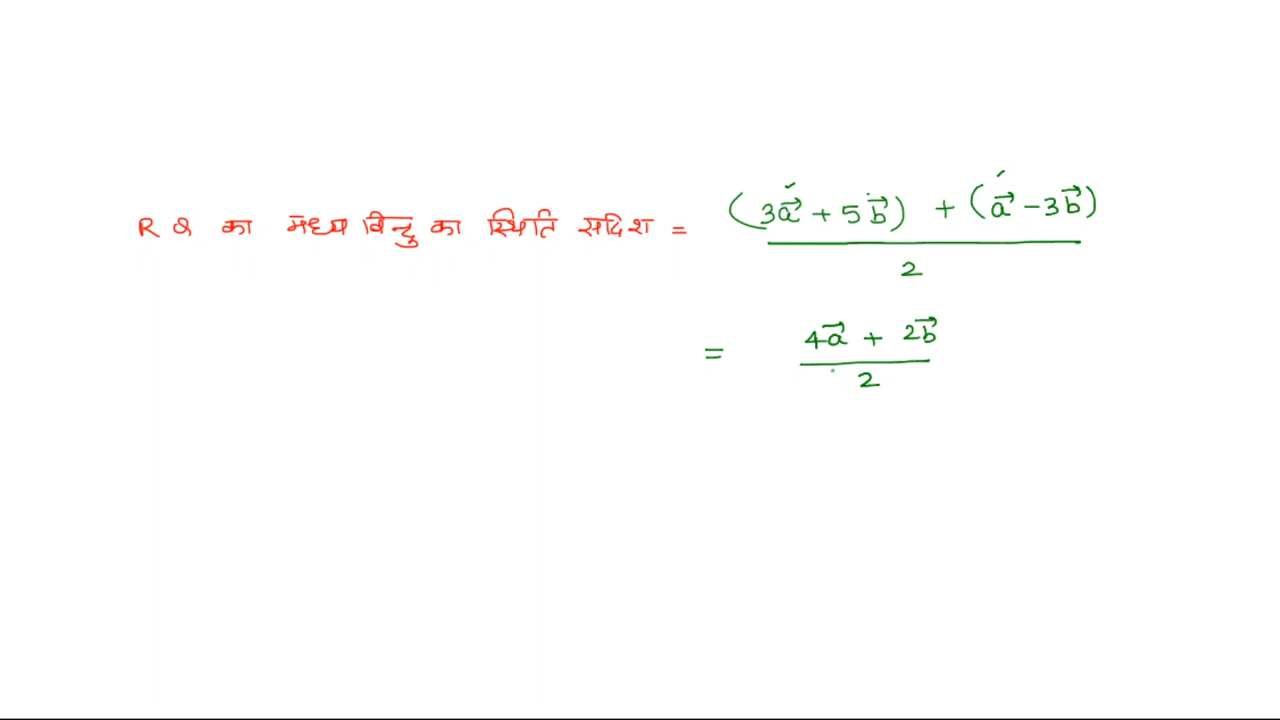 R Q का मध्य बिन्दु का स्थिति सदिश = ((3a⃗ + 5b⃗) + (a⃗ - 3b⃗)) / 2
= (4a⃗ + 2b⃗) / 2